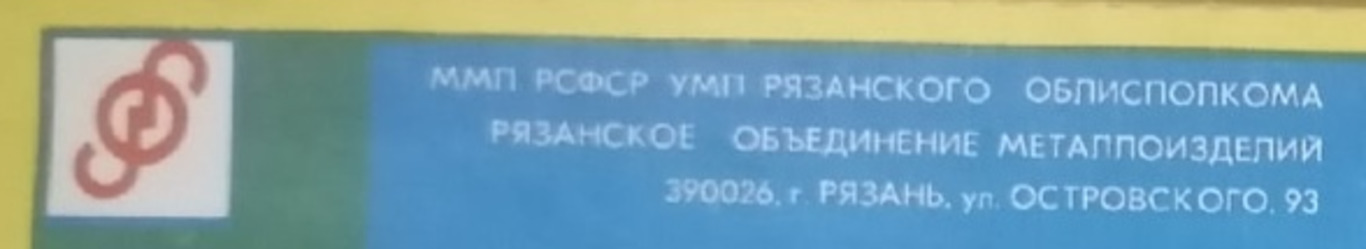 ММП РСФСР УМП РЯЗАНСКОГО ОБЛИСПОЛКОМА
РЯЗАНСКОЕ ОБЪЕДИНЕНИЕ МЕТАЛЛОИЗДЕЛИЙ
390026, г. РЯЗАНЬ, ул. ОСТРОВСКОГО, 93